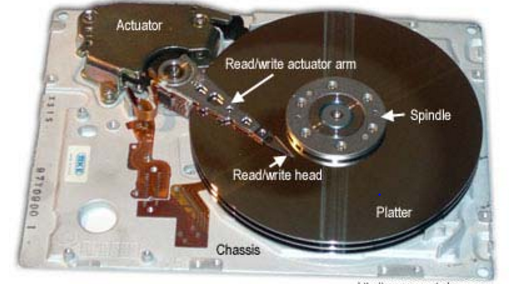 Actuator
Read/write actuator arm
Spindle
Read/write head
Platter
Chassis